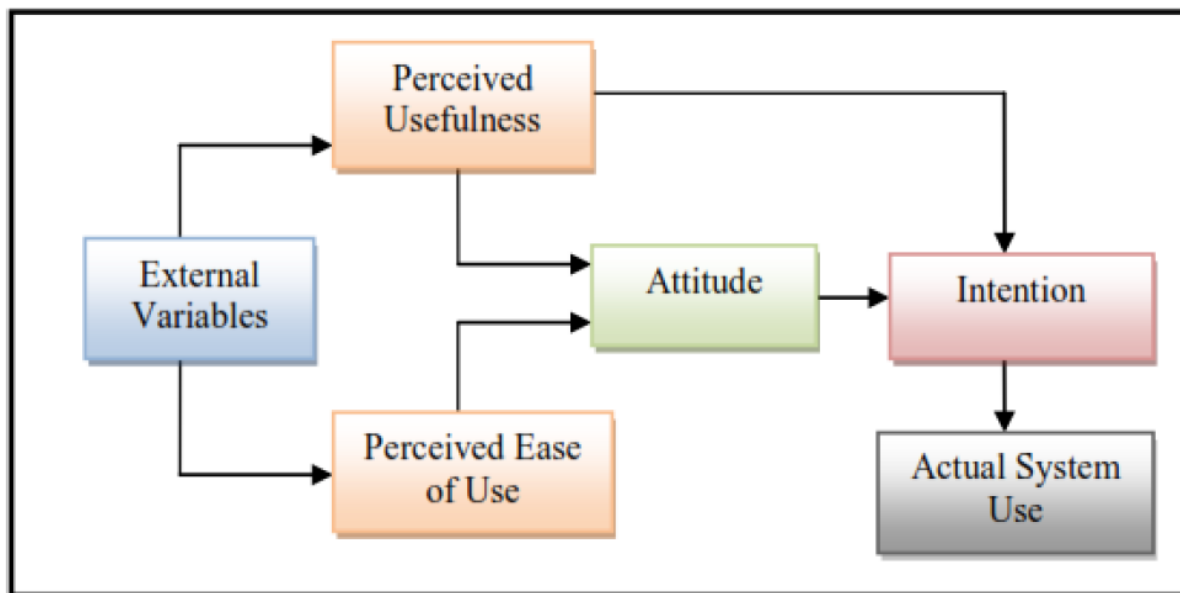 Perceived
Usefulness
External
Variables
Attitude
Intention
Perceived Ease
of Use
Actual System
Use